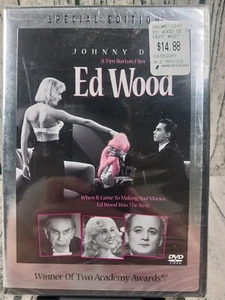 SPECIAL EDITION
JOHNNY D
A Tim Burton Film
Ed Wood
$14.88
When It Came To Making Bad Movies,
Ed Wood Was The Best.
DVD
VIDEO
Winner Of Two Academy Awards